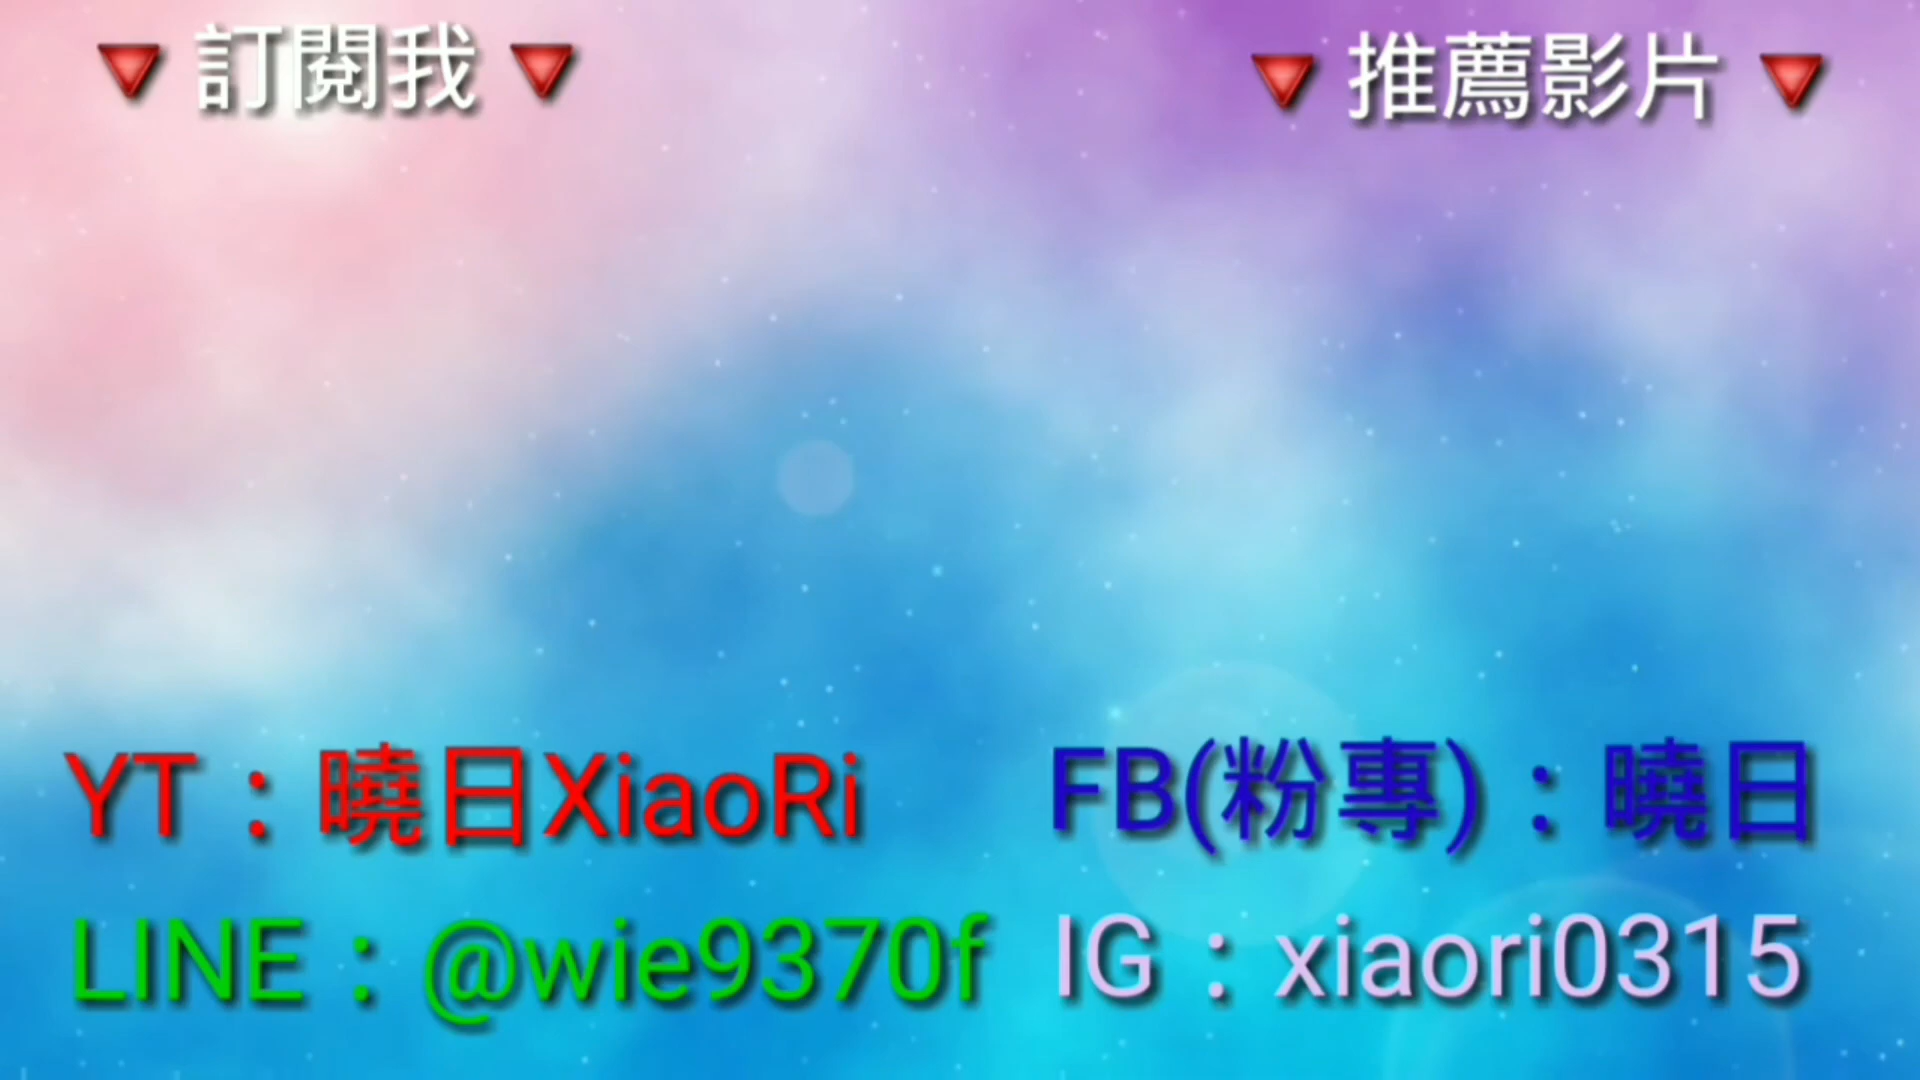 🔻訂閱我🔻
🔻推薦影片🔻
YT：曉日XiaoRi
FB(粉專)：曉日
LINE：@wie9370f
IG：xiaori0315